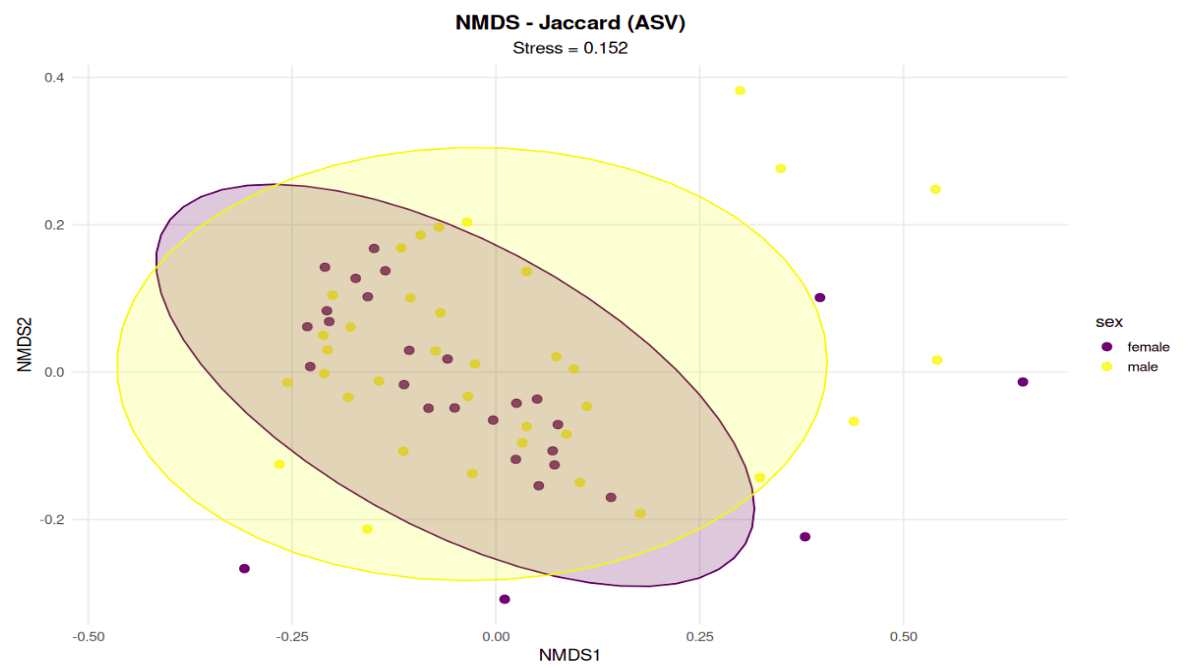 NMDS - Jaccard (ASV)
Stress = 0.152
0.4
0.2
0.0
-0.2
NMDS2
-0.50
-0.25
0.00
0.25
0.50
NMDS1
sex
female
male